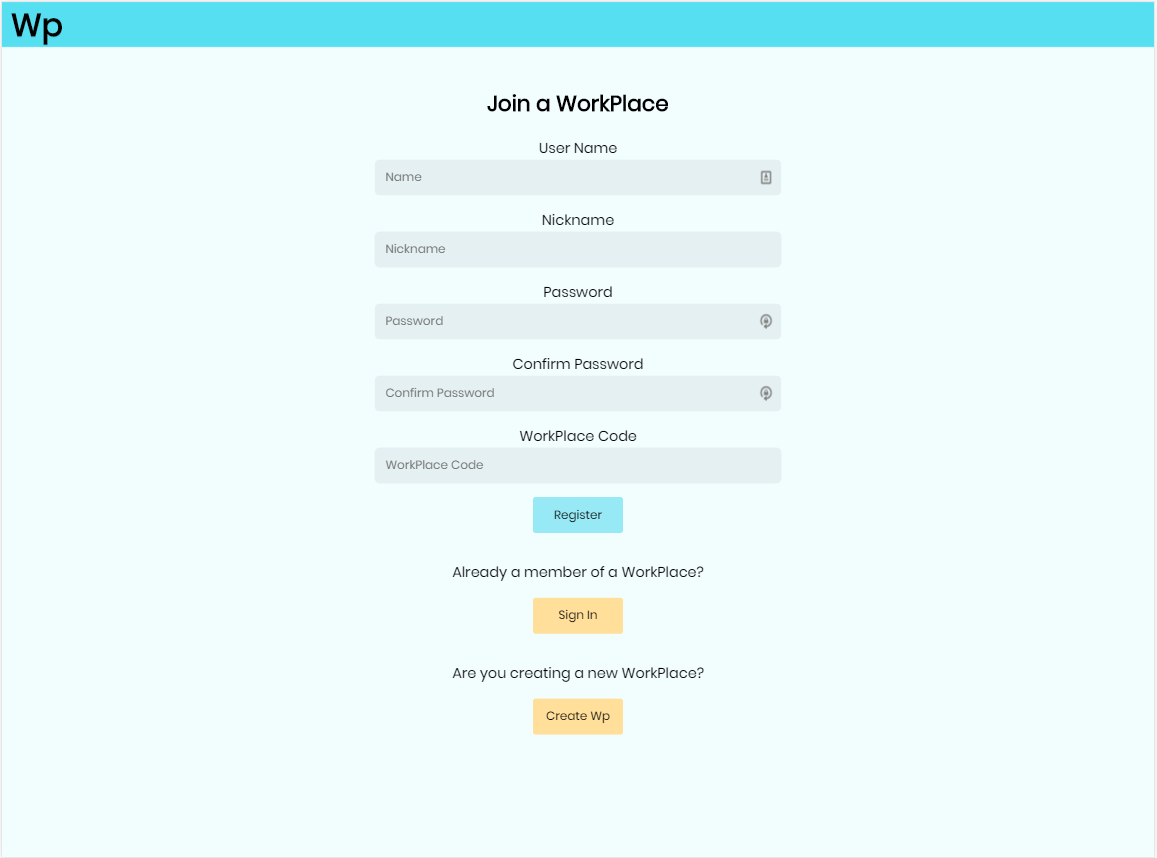 Wp
Join a WorkPlace
User Name
Name
Nickname
Nickname
Password
Password
Confirm Password
Confirm Password
WorkPlace Code
WorkPlace Code
Register
Already a member of a WorkPlace?
Sign In
Are you creating a new WorkPlace?
Create Wp